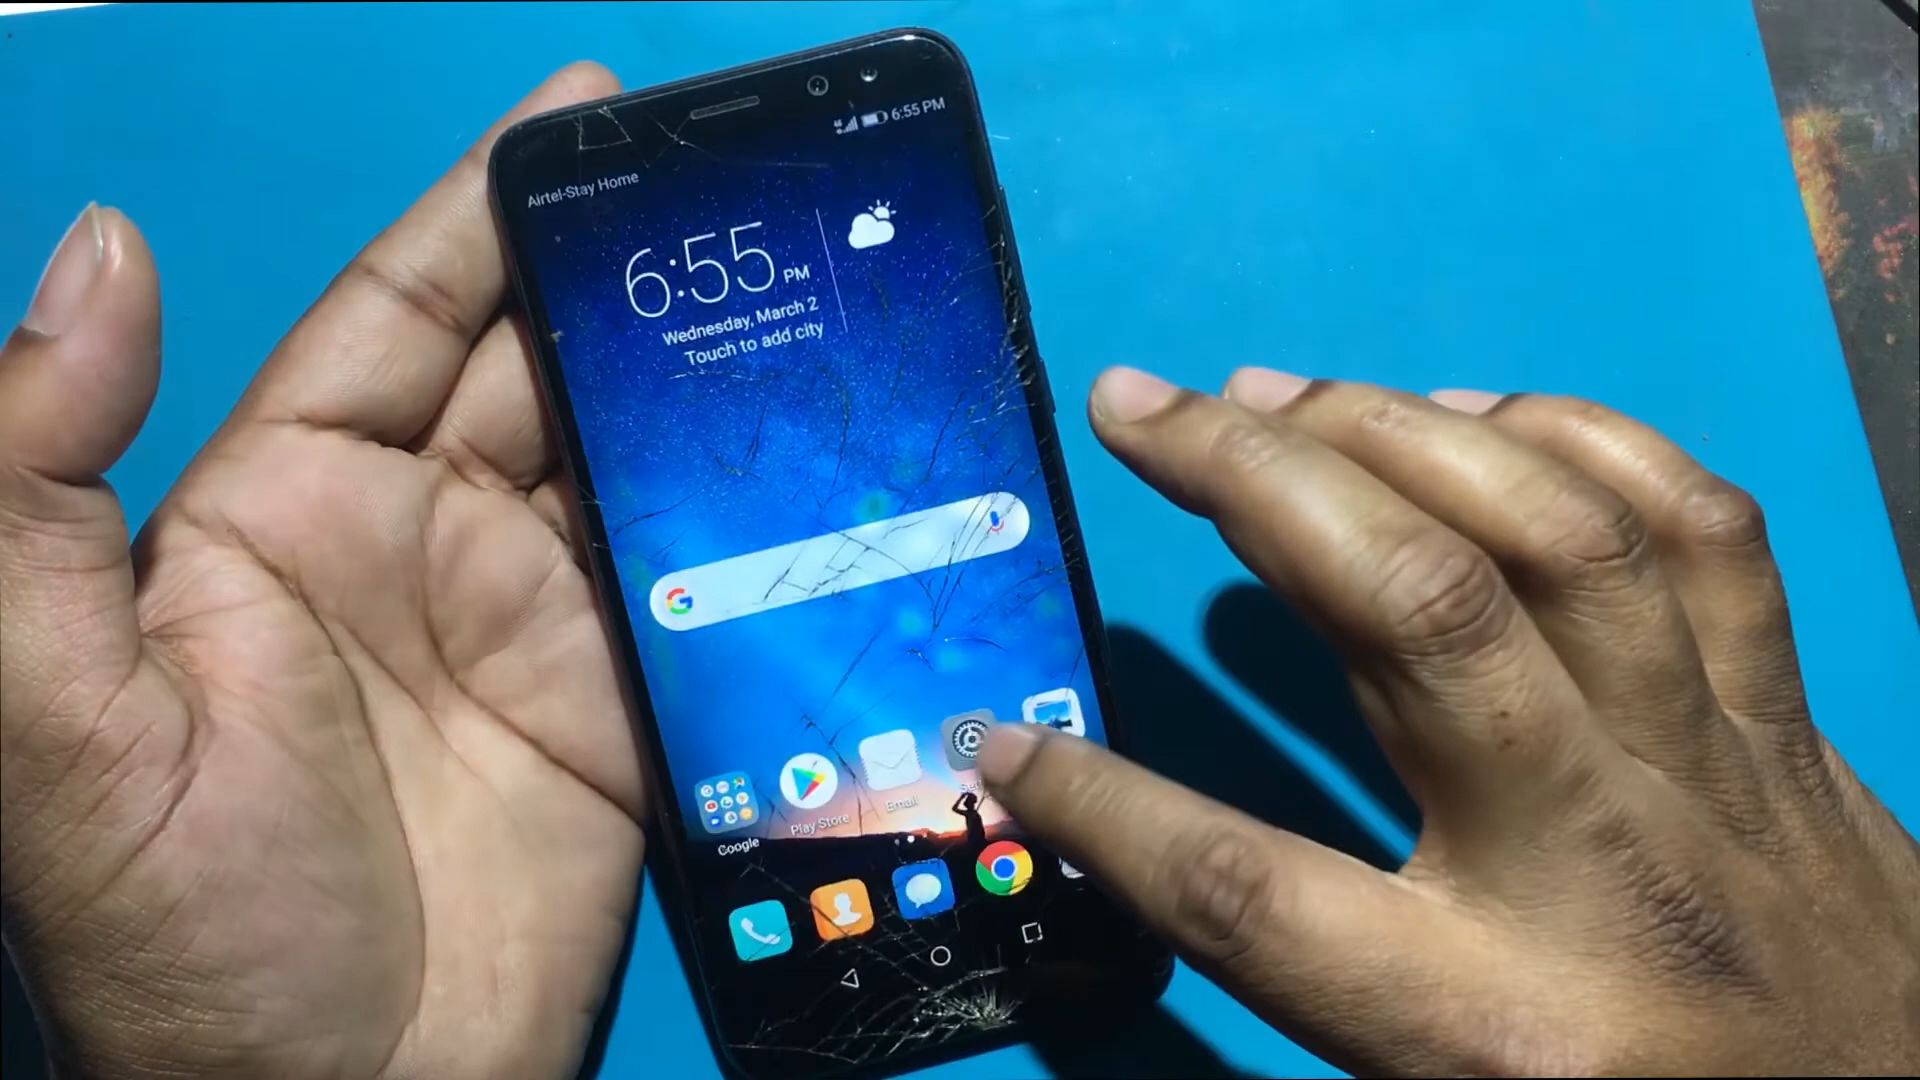 6:55 PM
Airtel-Stay Home
6:55 PM
Wednesday, March 2
Touch to add city
Play Store
Email
Google